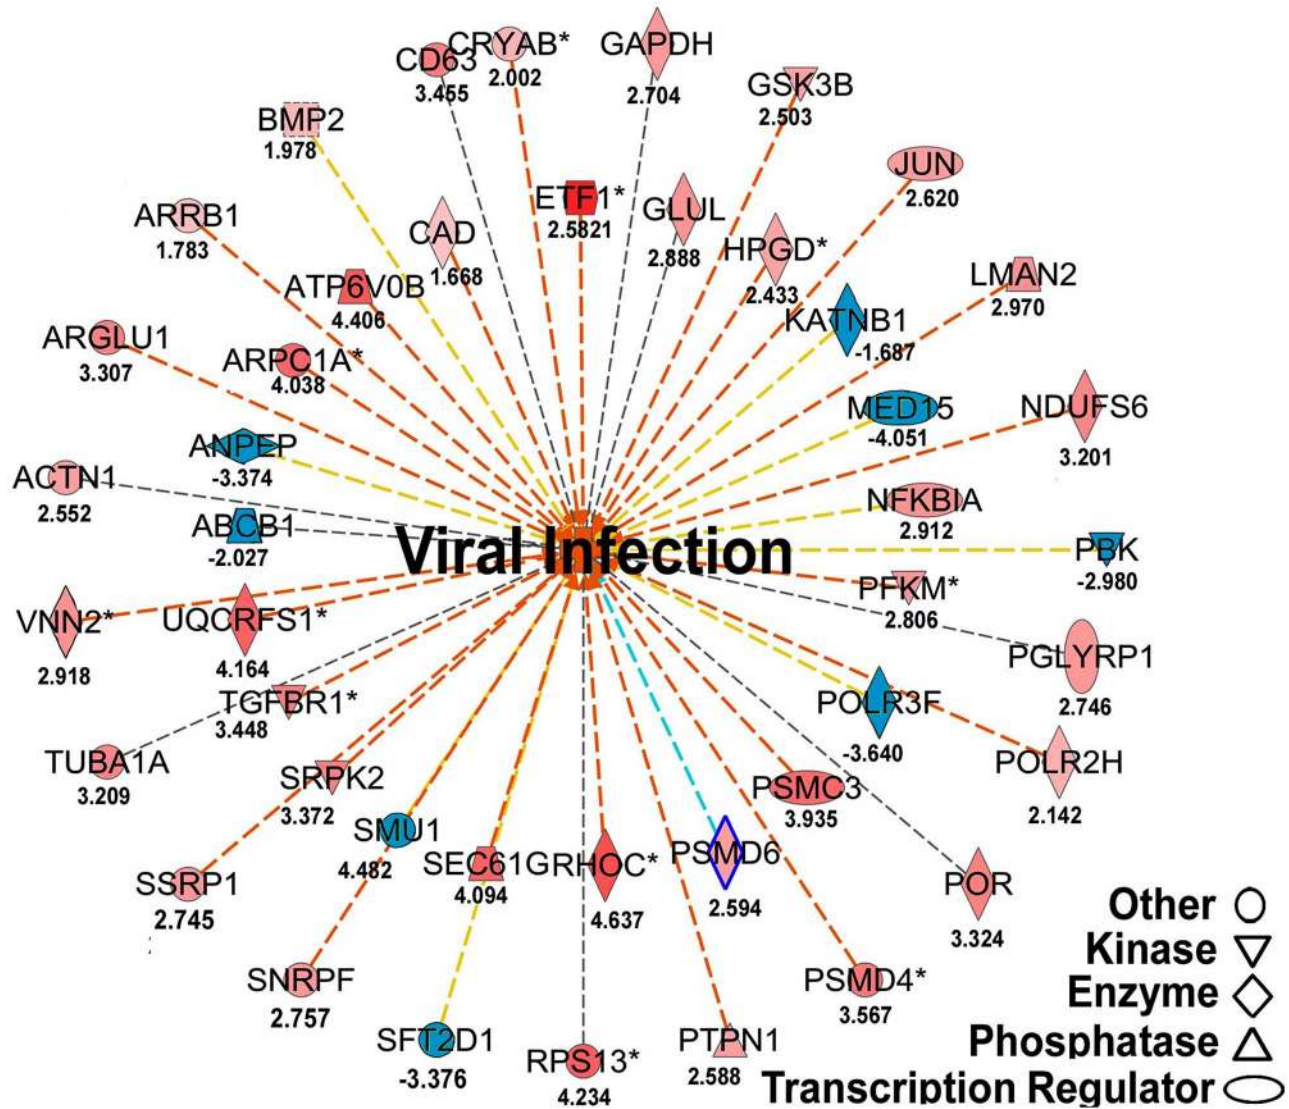 CRYAB*
2.002
GAPDH
2.704
CD63
3.455
GSK3B
2.503
BMP2
1.978
JUN
2.620
ETF1*
2.5821
GLUL
2.888
ARRB1
1.783
CAD
1.668
HPGD*
2.433
LMAN2
2.970
ATP6V0B
4.406
KATNB1
-1.687
ARGLU1
3.307
ARPC1A*
4.038
MED15
-4.051
NDUFS6
3.201
ANPEP
-3.374
ACTN1
2.552
NFKBIA
2.912
ABCB1
-2.027
Viral Infection
PBK
-2.980
PFKM*
2.806
VNN2*
2.918
UQCRFS1*
4.164
PGLYRP1
2.746
TGFBR1*
3.448
POLR3F
-3.640
TUBA1A
3.209
POLR2H
2.142
SRPK2
3.372
PSMC3
3.935
SMU1
4.482
SEC61G
4.094
RHOC*
4.637
PSMD6
2.594
SSRP1
2.745
POR
3.324
SNRPF
2.757
PSMD4*
3.567
SFT2D1
-3.376
RPS13*
4.234
PTPN1
2.588
Other
Kinase
Enzyme
Phosphatase
Transcription Regulator